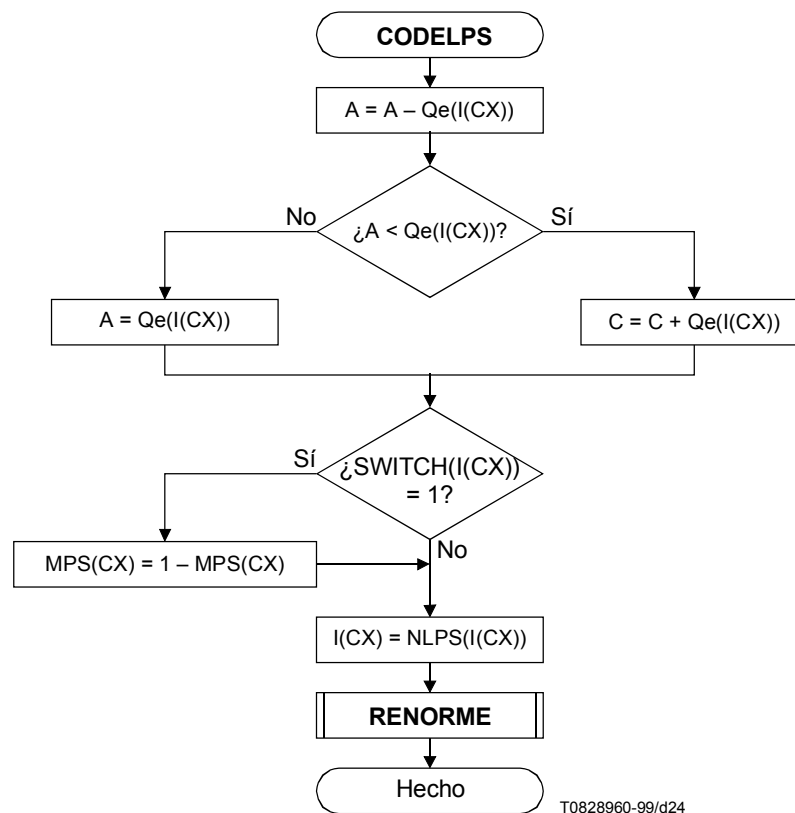 CODELPS
A = A – Qe(I(CX))
No
Sí
¿A < Qe(I(CX))?
A = Qe(I(CX))
C = C + Qe(I(CX))
Sí
¿SWITCH(I(CX))
= 1?
No
MPS(CX) = 1 – MPS(CX)
I(CX) = NLPS(I(CX))
RENORME
Hecho
T0828960-99/d24